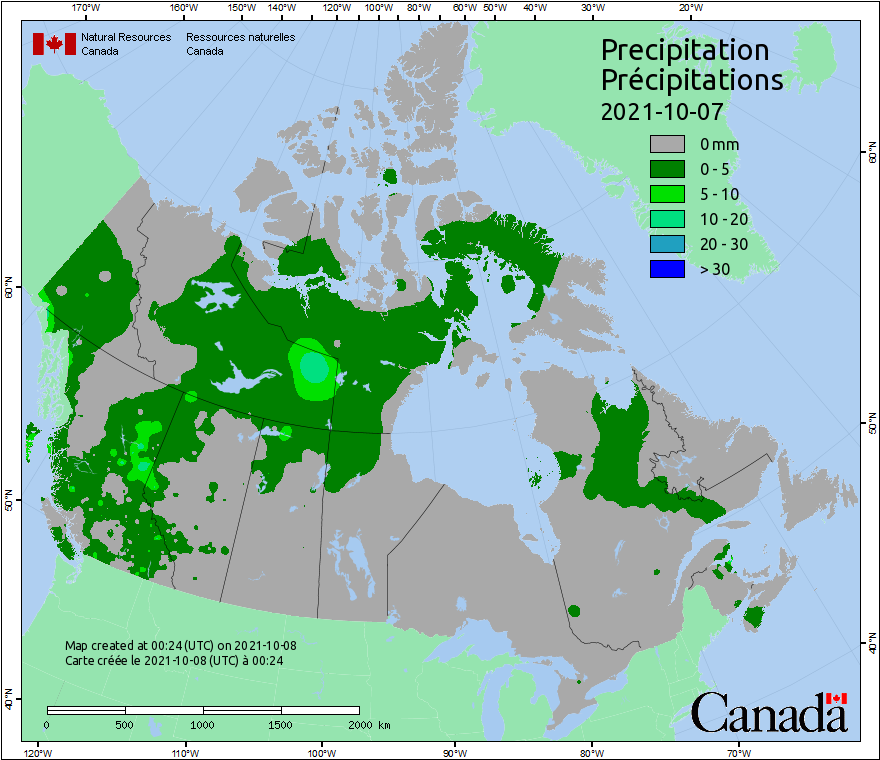 170°W 160°W 150°W 140°W 120°W 100°W 80°W 60°W 50°W 40°W 30°W 20°W
Natural Resources Ressources naturelles
Canada Canada
Precipitation
Précipitations
2021-10-07
0 mm
0 - 5
5 - 10
10 - 20
20 - 30
> 30
60°N
60°N
50°N
50°N
40°N
40°N
Map created at 00:24 (UTC) on 2021-10-08
Carte créée le 2021-10-08 (UTC) à 00:24
0 500 1000 1500 2000 km
Canada
120°W 110°W 100°W 90°W 80°W 70°W